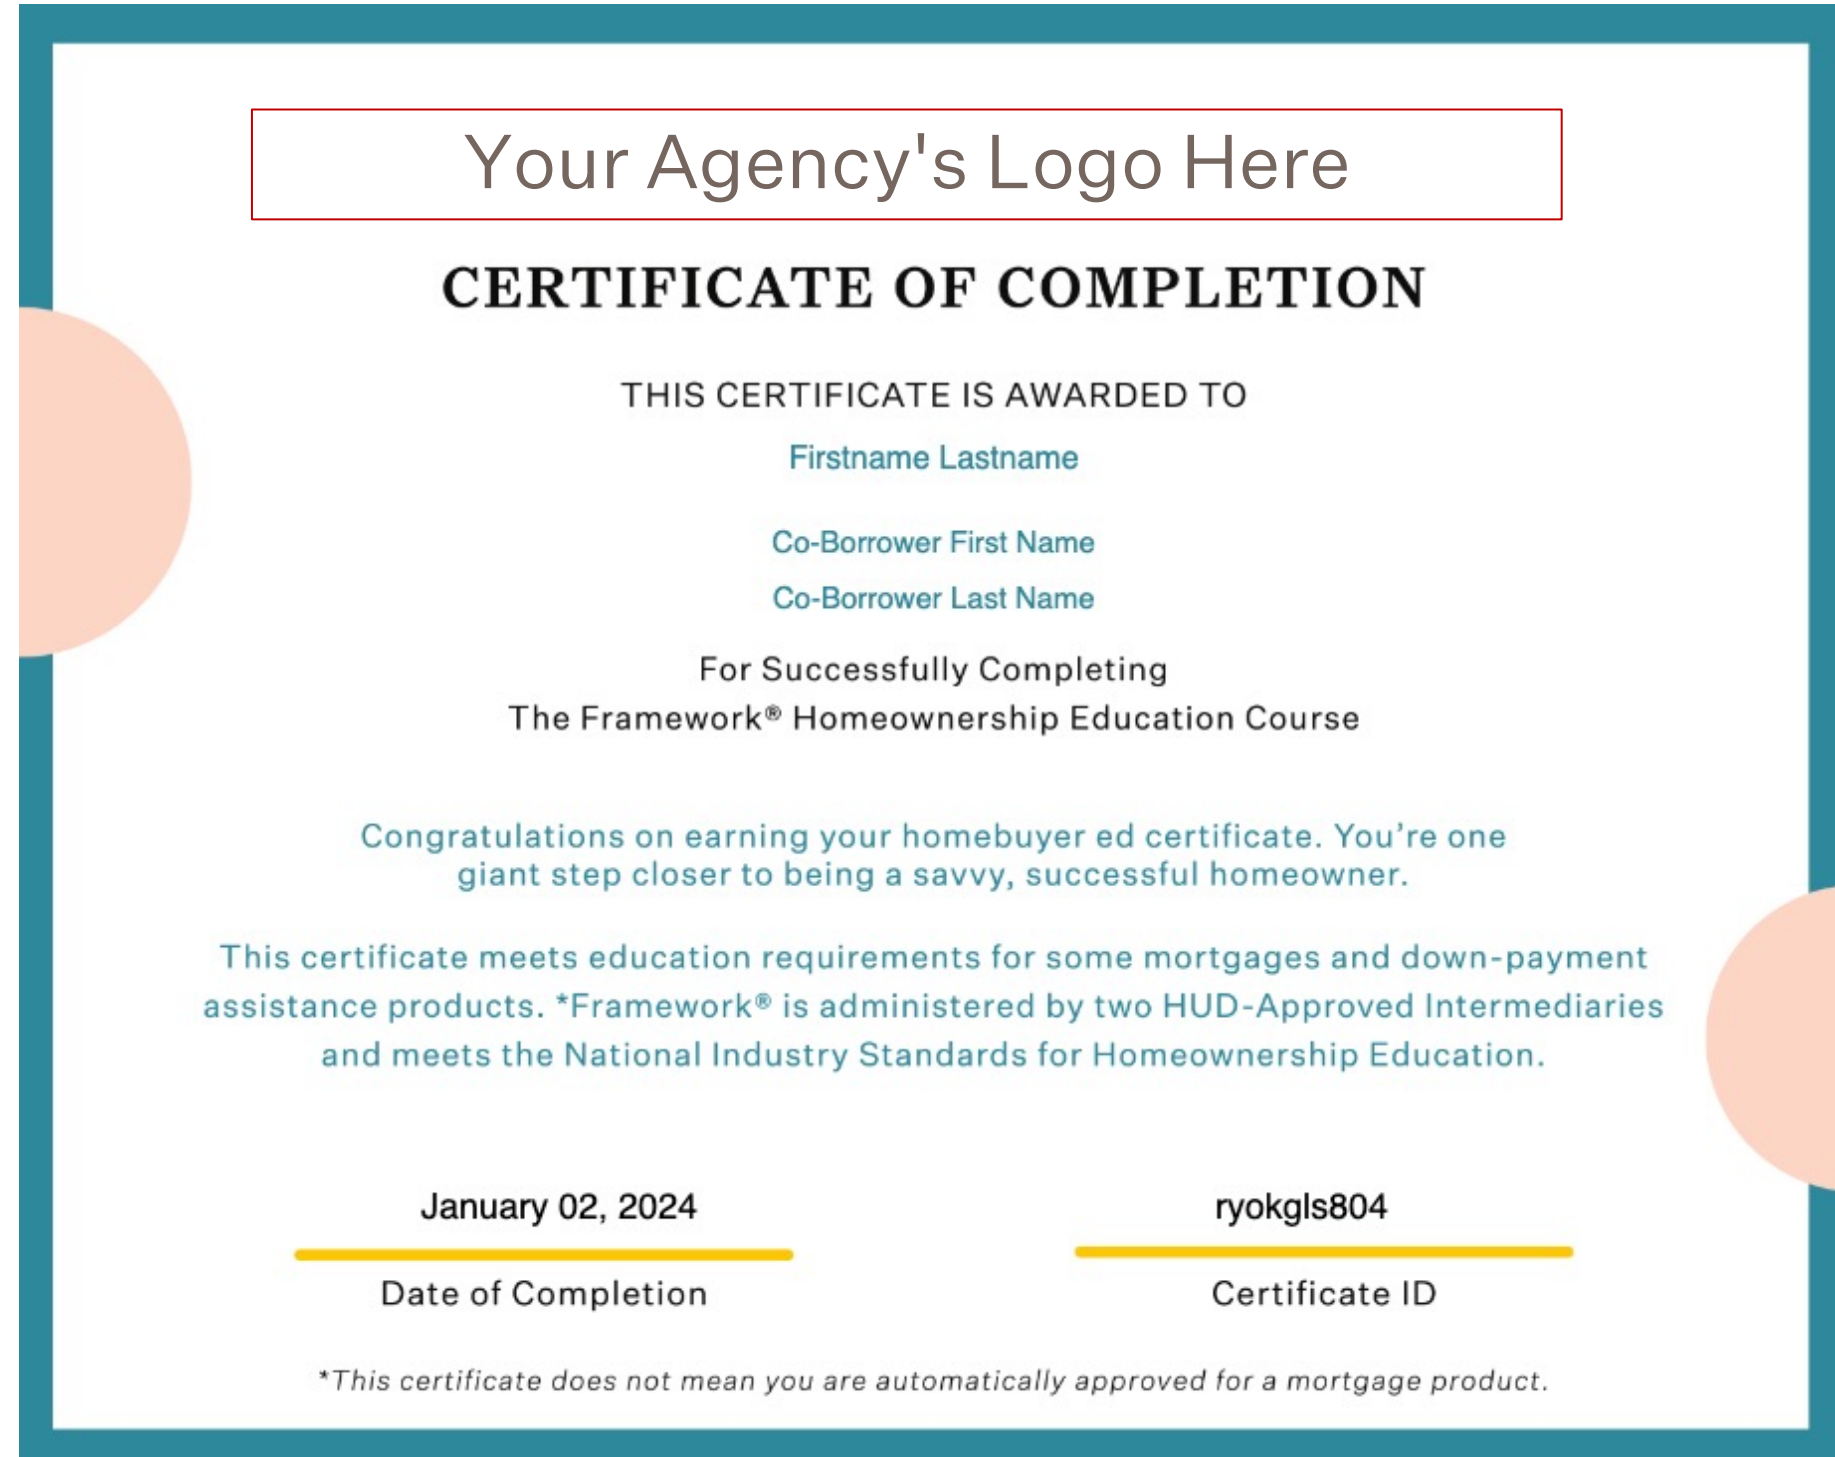 Your Agency's Logo Here
CERTIFICATE OF COMPLETION
THIS CERTIFICATE IS AWARDED TO
Firstname Lastname
Co-Borrower First Name
Co-Borrower Last Name
For Successfully Completing
The Framework® Homeownership Education Course
Congratulations on earning your homebuyer ed certificate. You’re one
giant step closer to being a savvy, successful homeowner.
This certificate meets education requirements for some mortgages and down-payment
assistance products. *Framework® is administered by two HUD-Approved Intermediaries
and meets the National Industry Standards for Homeownership Education.
January 02, 2024
Date of Completion
ryokgls804
Certificate ID
*This certificate does not mean you are automatically approved for a mortgage product.